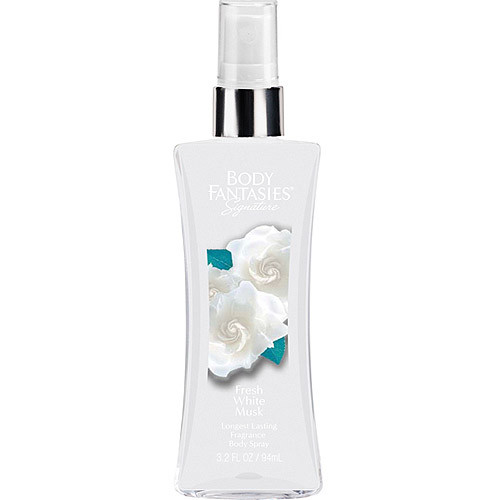 BODY
FANTASIES®
Signature
Fresh
White
Musk
Longest Lasting
Fragrance
Body Spray
3.2 FL OZ / 94mL